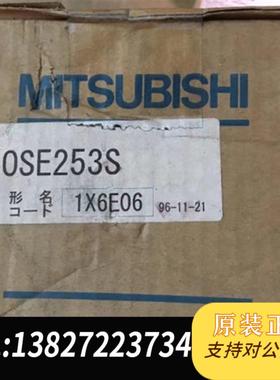 MITSUBISHI
OSE253S
形名
コード
1X6E06
96-11-21
原装正
:13827223734
支持对公